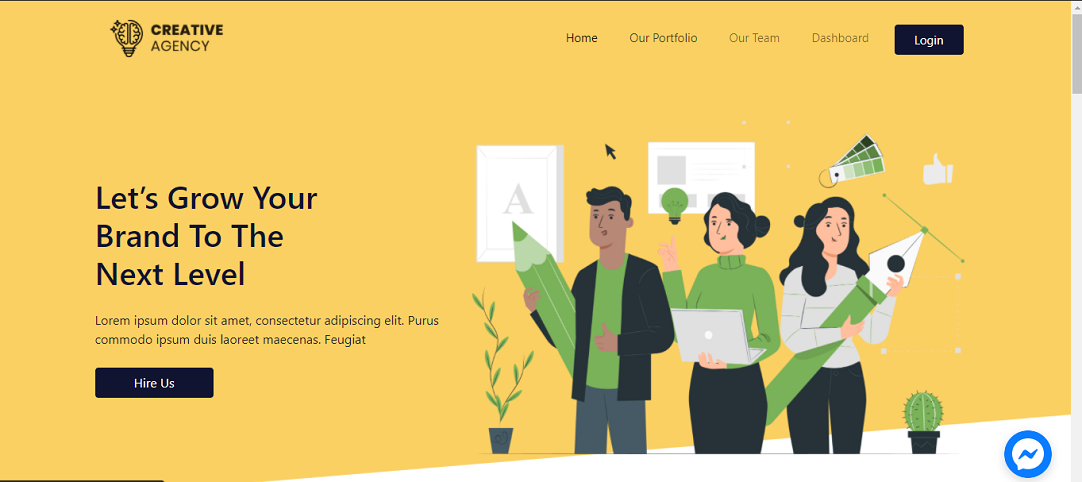 CREATIVE
AGENCY
Home Our Portfolio Our Team Dashboard Login
A
Let’s Grow Your
Brand To The
Next Level
Lorem ipsum dolor sit amet, consectetur adipiscing elit. Purus
commodo ipsum duis laoreet maecenas. Feugiat
Hire Us